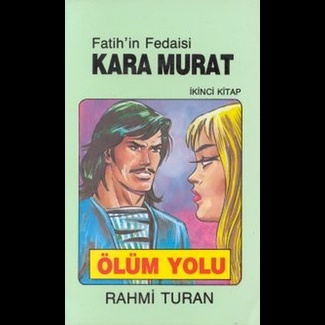 Fatih'in Fedaisi
KARA MURAT
İKİNCİ KİTAP
ÖLÜM YOLU
RAHMİ TURAN